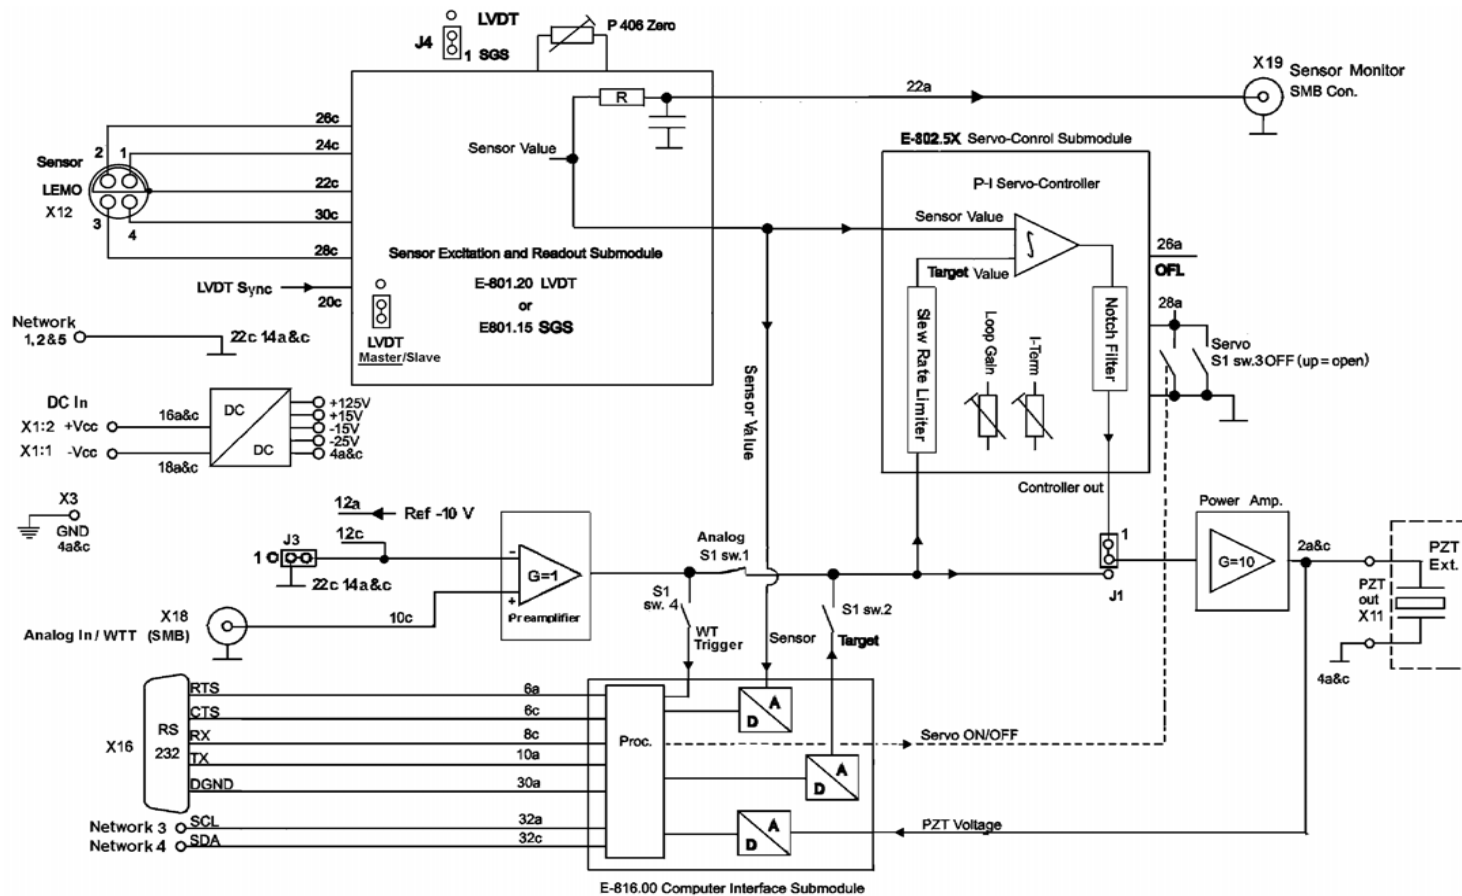 LVDT
J4
1 SGS
P 406 Zero
X19
Sensor Monitor
SMB Con.
22a
R
Sensor Value
E-802.5X Servo-Conrol Submodule
P-I Servo-Controller
Sensor Value
Target Value
Slew Rate Limiter
Loop Gain
I-Term
Notch Filter
26a
OFL
28a
Servo
S1 sw.3OFF (up = open)
Controller out
Sensor
LEMO
X12
2
1
3
4
26c
24c
22c
30c
28c
LVDT Sync
20c
Sensor Excitation and Readout Submodule
E-801.20 LVDT
or
E801.15 SGS
LVDT
Master/Slave
Network
1,2&5
22c 14a&c
DC In
X1:2 +Vcc
16a&c
X1:1 -Vcc
18a&c
DC
DC
+125V
+15V
-15V
-25V
4a&c
X3
GND
4a&c
12a
Ref -10 V
12c
J3
1
22c 14a&c
X18
Analog In / WTT (SMB)
10c
-
G=1
+
Preamplifier
Sensor Value
Analog
S1 sw.1
S1
sw. 4
WT
Trigger
Sensor
S1 sw.2
Target
1
J1
Power Amp.
G=10
2a&c
PZT
Ext.
PZT
out
X11
4a&c
X16
RS
232
RTS
6a
CTS
6c
RX
8c
TX
10a
DGND
30a
Network 3
SCL
32a
Network 4
SDA
32c
Proc.
A
D
A
D
A
D
Servo ON/OFF
PZT Voltage
E-816.00 Computer Interface Submodule